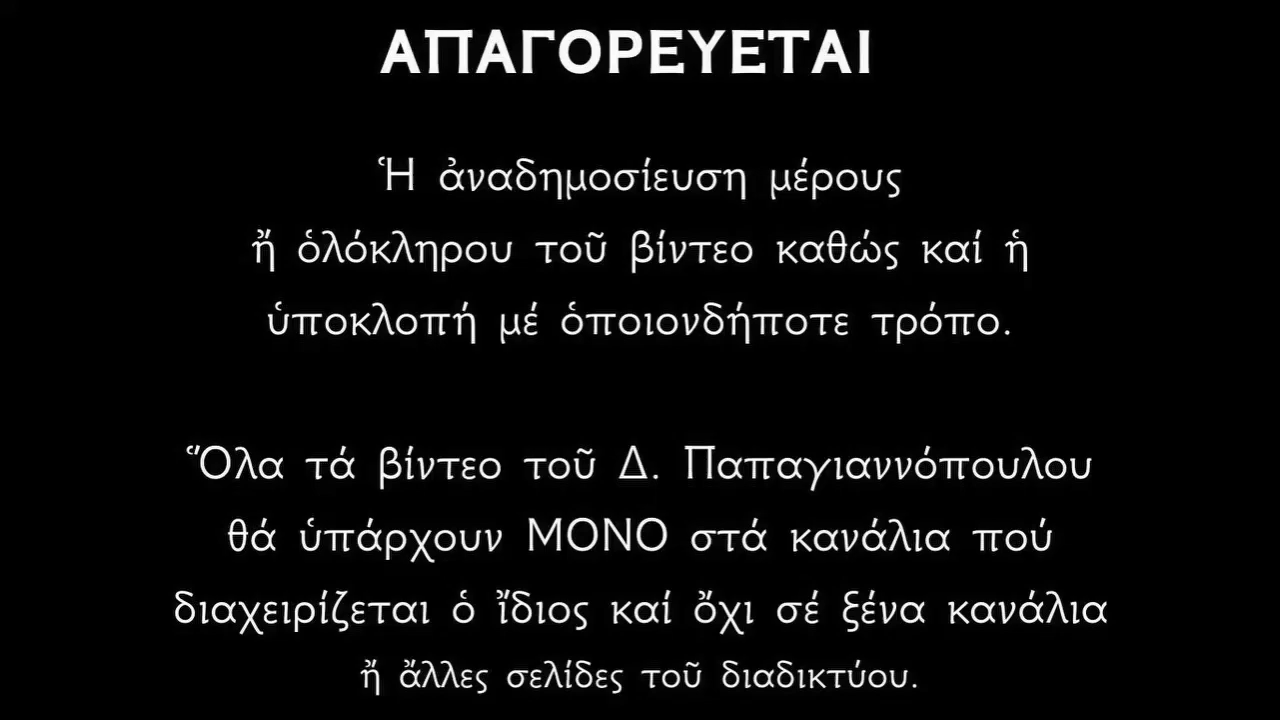 ΑΠΑΓΟΡΕΥΕΤΑΙ
Ἡ ἀναδημοσίευση μέρους
ἤ ὁλόκληρου τοῦ βίντεο καθώς καί ἡ
ὑποκλοπή μέ ὁποιονδήποτε τρόπο.
Ὅλα τά βίντεο τοῦ Δ. Παπαγιαννόπουλου
θά ὑπάρχουν ΜΟΝΟ στά κανάλια πού
διαχειρίζεται ὁ ἴδιος καί ὄχι σέ ξένα κανάλια
ἤ ἄλλες σελίδες τοῦ διαδικτύου.